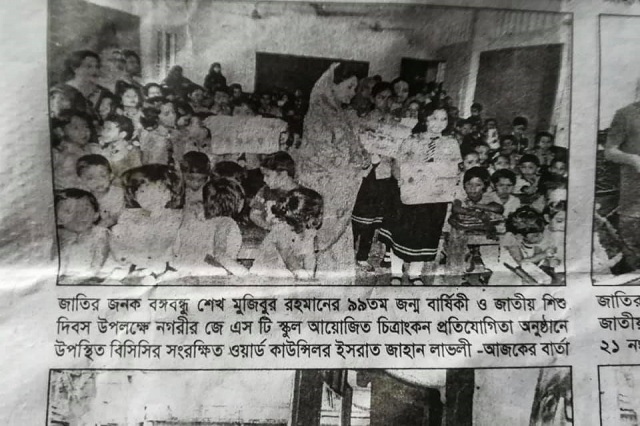 জাতির জনক বঙ্গবন্ধু শেখ মুজিবুর রহমানের ৯৯তম জন্ম বার্ষিকী ও জাতীয় শিশু
দিবস উপলক্ষে নগরীর জে এস টি স্কুল আয়োজিত চিত্রাংকন প্রতিযোগিতা অনুষ্ঠানে
উপস্থিত বিসিসির সংরক্ষিত ওয়ার্ড কাউন্সিলর ইসরাত জাহান লাভলী -আজকের বার্তা
জাতির
জাতীয়
২১